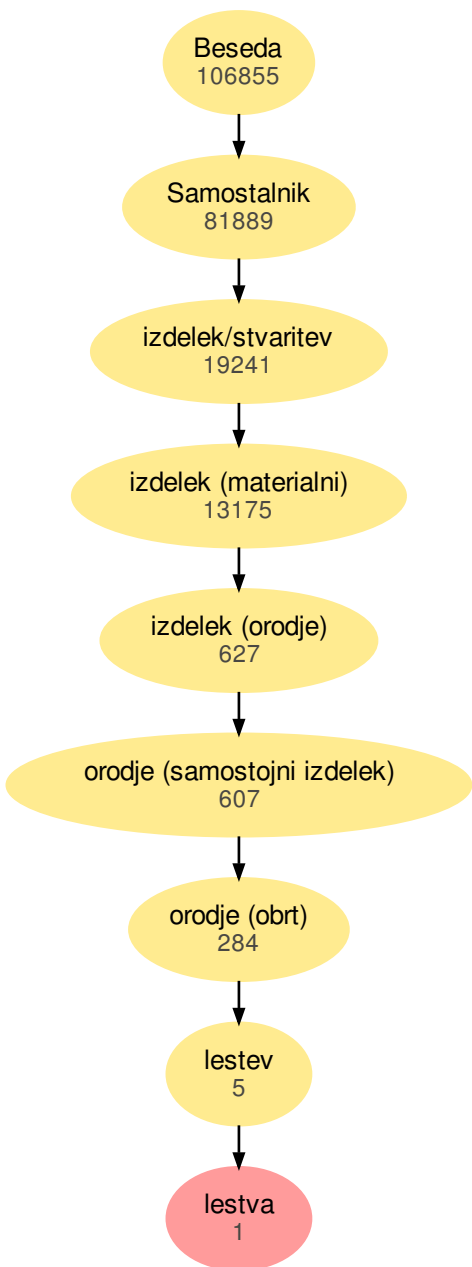 Beseda
106855
Samostalnik
81889
izdelek/stvaritev
19241
izdelek (materialni)
13175
izdelek (orodje)
627
orodje (samostojni izdelek)
607
orodje (obrt)
284
lestev
5
lestva
1